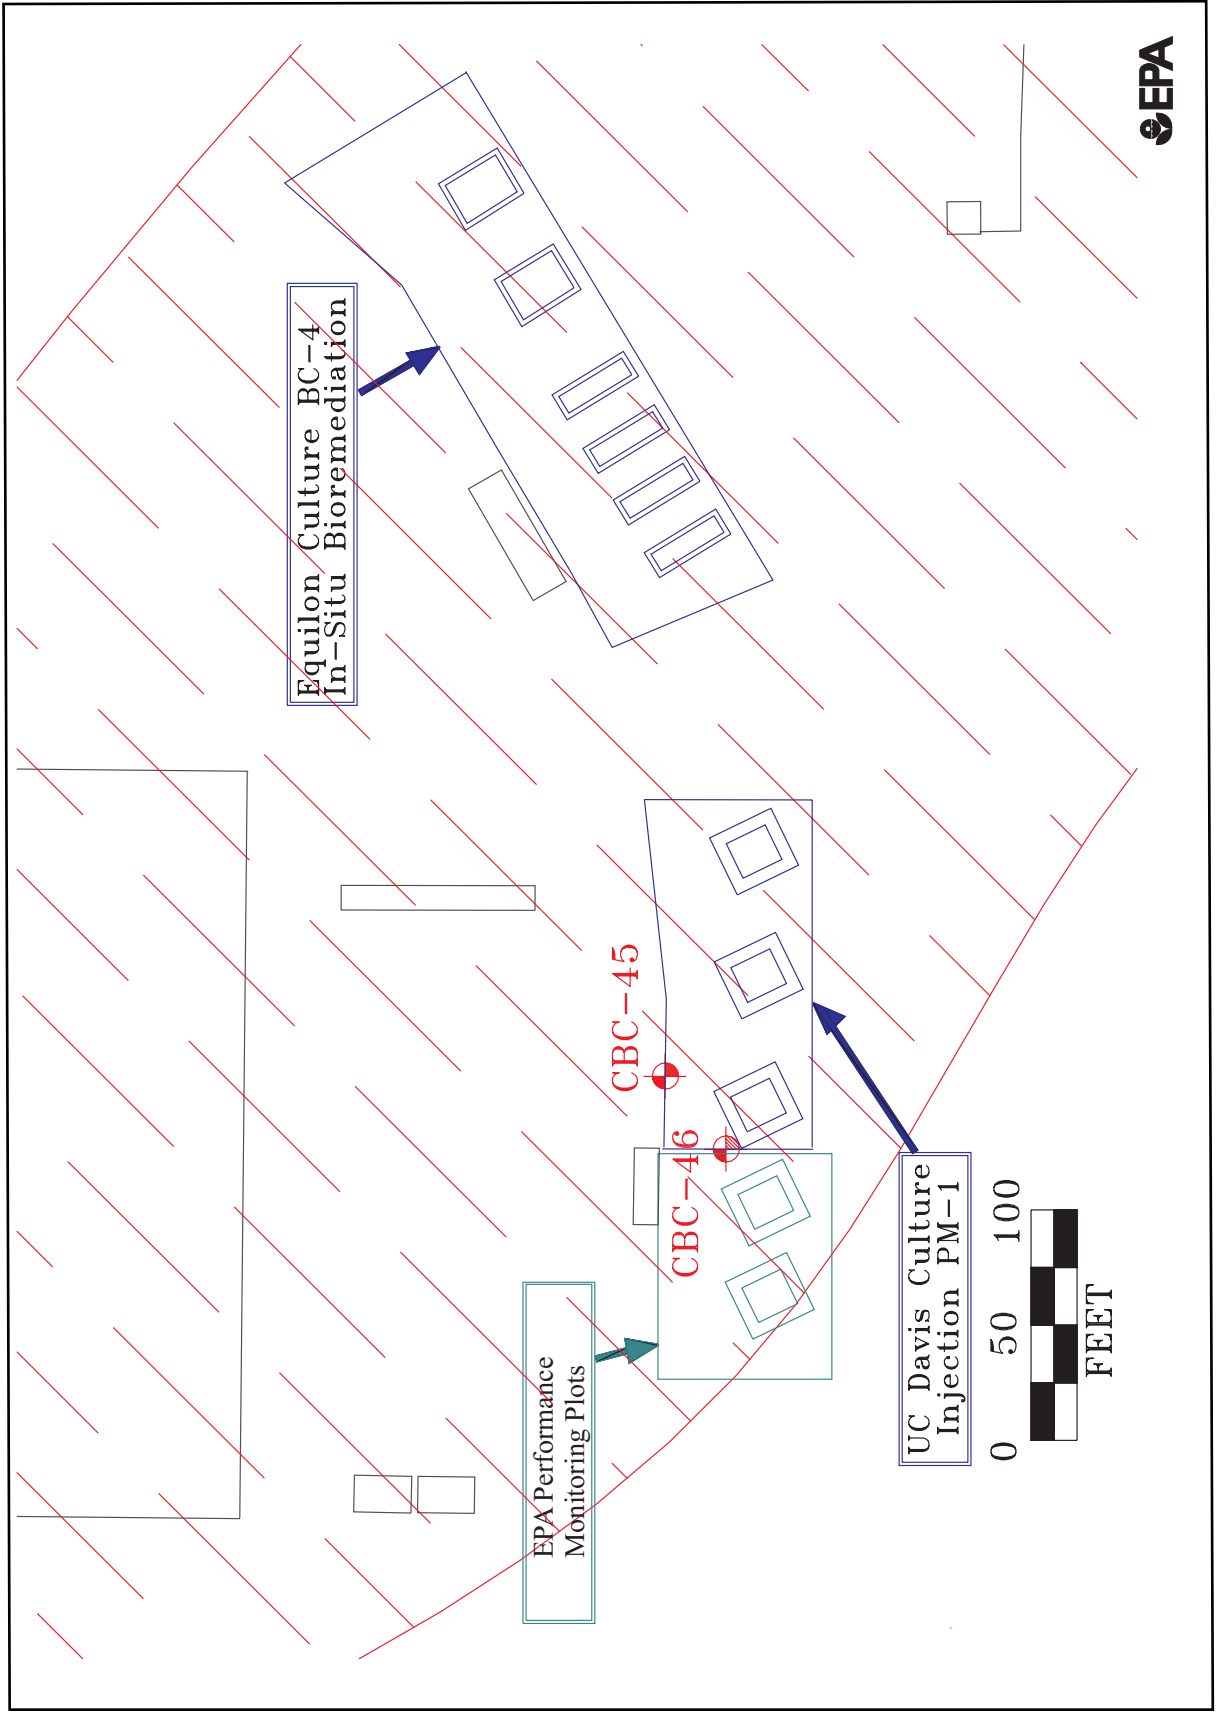 Equilon Culture BC-4
In-Situ Bioremediation
CBC-45
CBC-46
EPA Performance
Monitoring Plots
UC Davis Culture
Injection PM-1
0 50 100
FEET
EPA